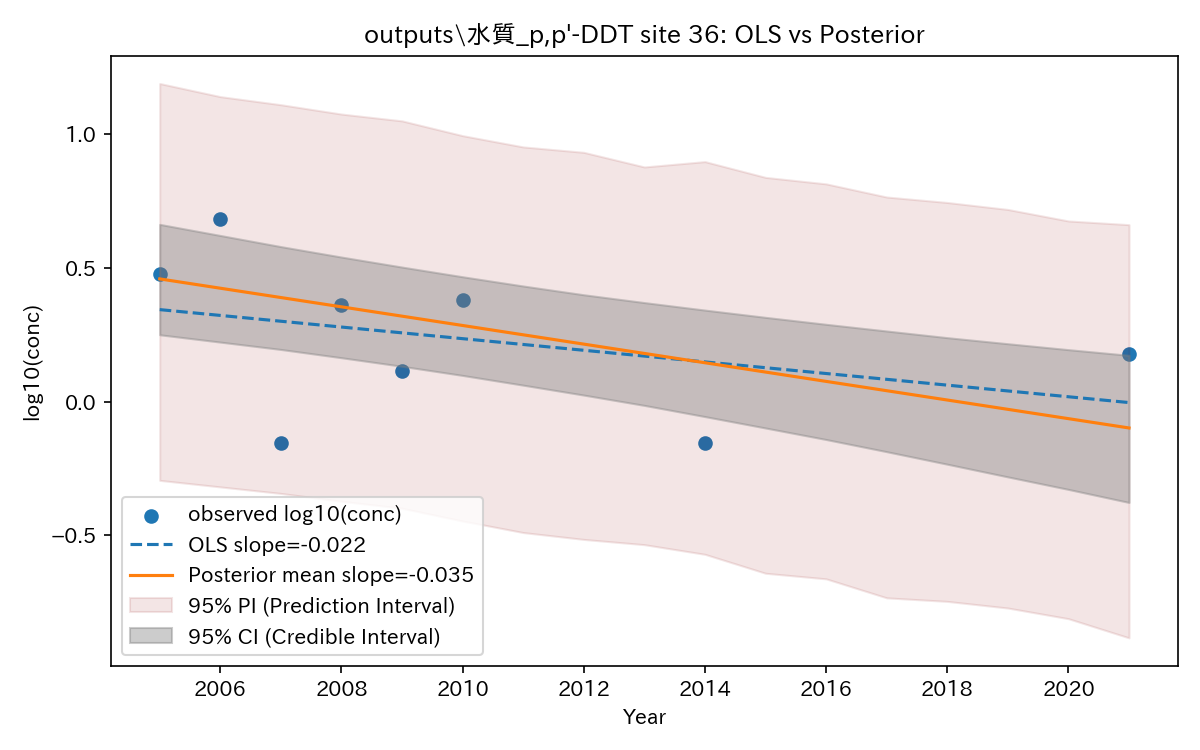 outputs\水質_p,p'-DDT site 36: OLS vs Posterior
log10(conc)
1.0
0.5
0.0
−0.5
observed log10(conc)
OLS slope=-0.022
Posterior mean slope=-0.035
95% PI (Prediction Interval)
95% CI (Credible Interval)
2006 2008 2010 2012 2014 2016 2018 2020
Year